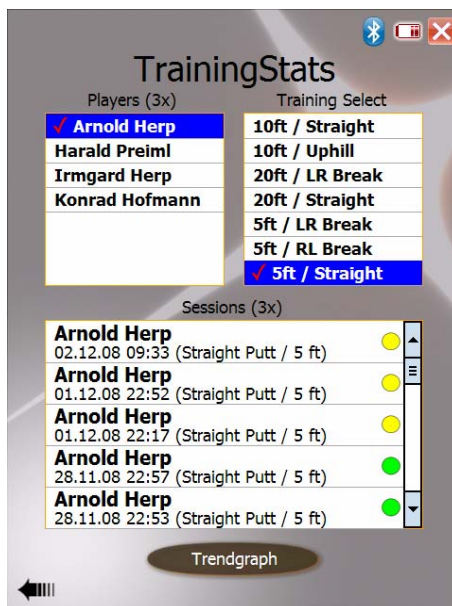 TrainingStats
Players (3x)
Training Select
✓ Arnold Herp
Harald Preiml
Irmgard Herp
Konrad Hofmann
10ft / Straight
10ft / Uphill
20ft / LR Break
20ft / Straight
5ft / LR Break
5ft / RL Break
✓ 5ft / Straight
Sessions (3x)
Arnold Herp
02.12.08 09:33 (Straight Putt / 5 ft)
Arnold Herp
01.12.08 22:52 (Straight Putt / 5 ft)
Arnold Herp
01.12.08 22:17 (Straight Putt / 5 ft)
Arnold Herp
28.11.08 22:57 (Straight Putt / 5 ft)
Arnold Herp
28.11.08 22:53 (Straight Putt / 5 ft)
Trendgraph